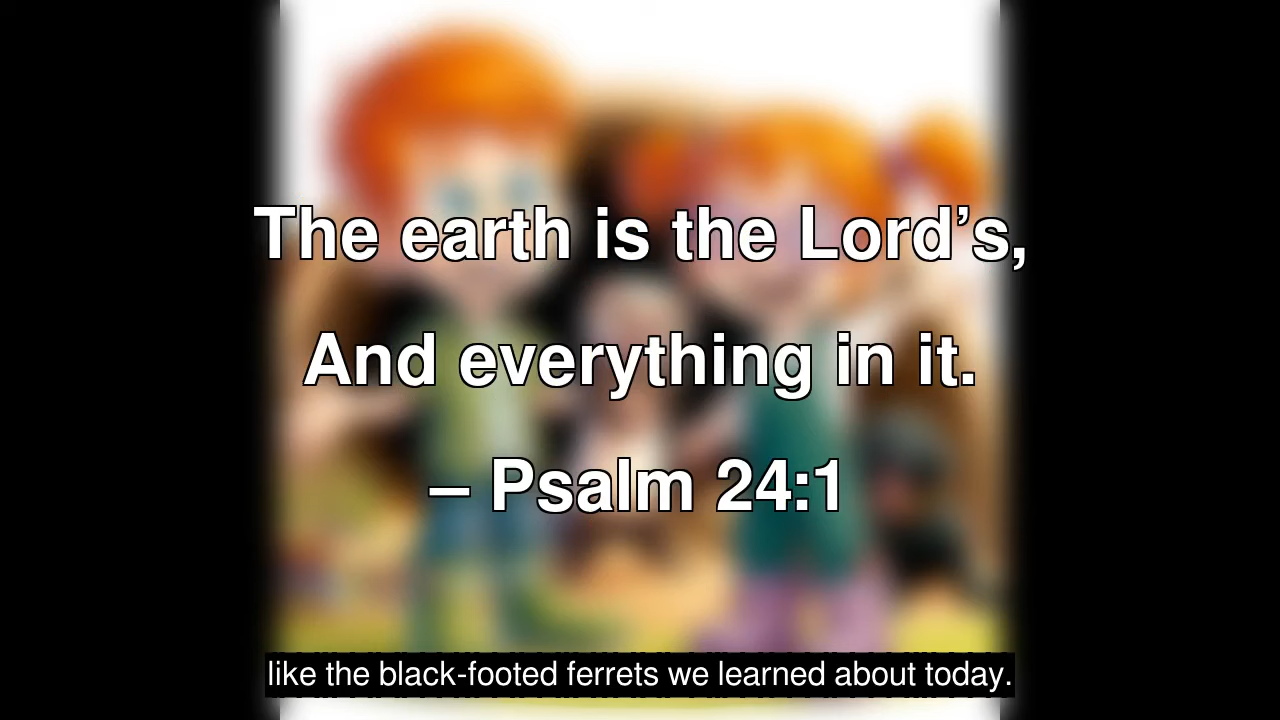 The earth is the Lord’s,
And everything in it.
– Psalm 24:1
like the black-footed ferrets we learned about today.